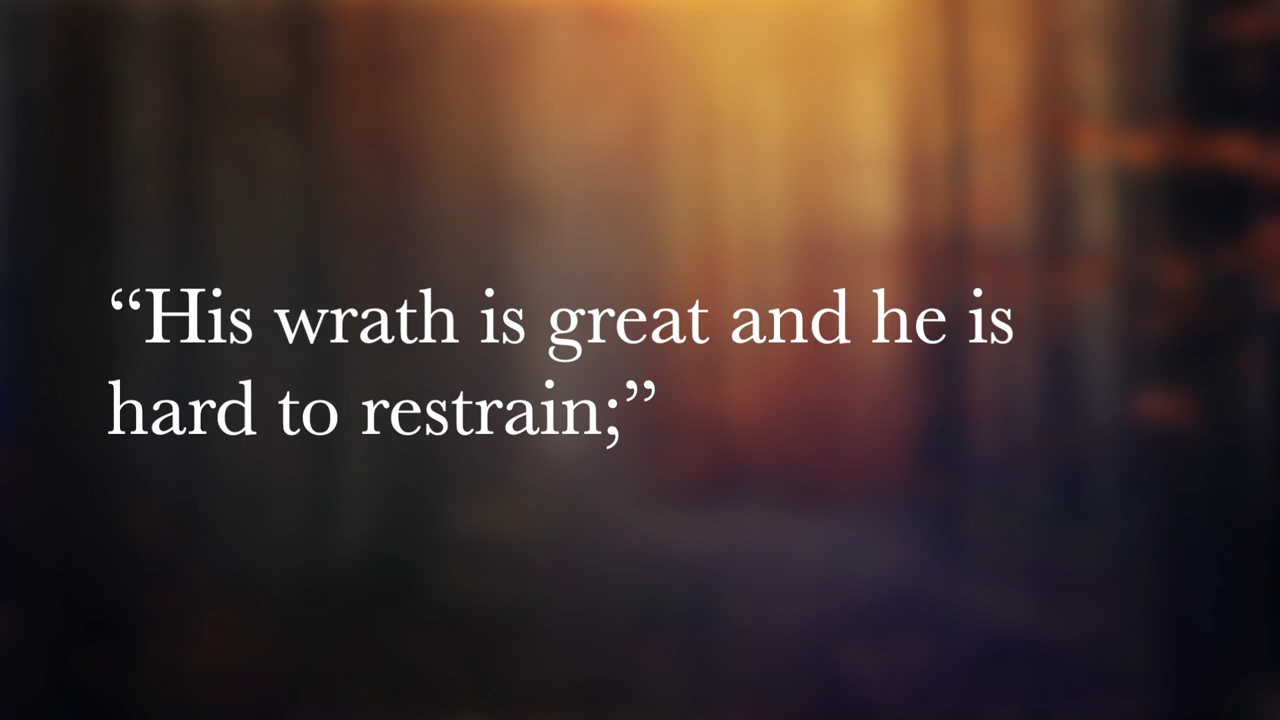 “His wrath is great and he is
hard to restrain;”